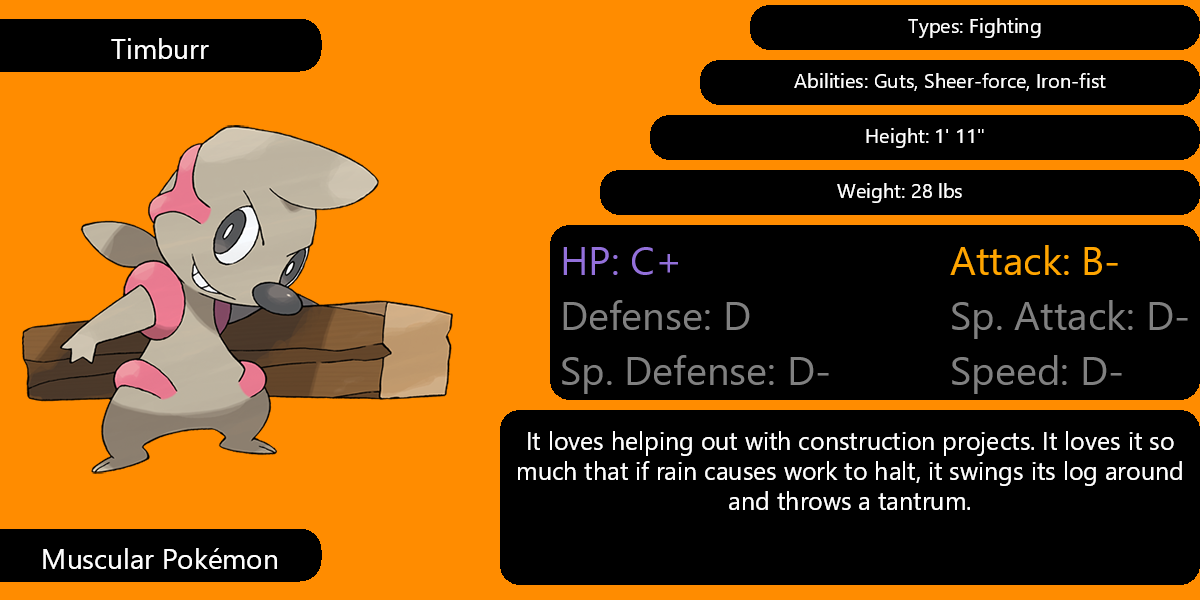 Timburr
Types: Fighting
Abilities: Guts, Sheer-force, Iron-fist
Height: 1' 11"
Weight: 28 lbs
HP: C+
Attack: B-
Defense: D
Sp. Attack: D-
Sp. Defense: D-
Speed: D-
It loves helping out with construction projects. It loves it so
much that if rain causes work to halt, it swings its log around
and throws a tantrum.
Muscular Pokémon